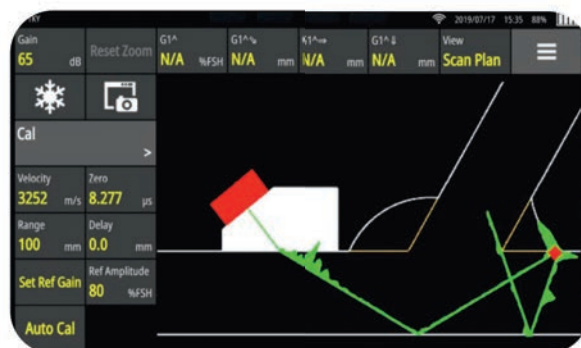 2019/07/17 15:35 88%
Gain
65 dB
Reset Zoom
G1^
N/A %FSH
G1^⬊
N/A mm
G1^⇒
N/A mm
G1^⇓
N/A mm
View
Scan Plan
Cal
>
Velocity
3252 m/s
Zero
8.277 µs
Range
100 mm
Delay
0.0 mm
Set Ref Gain
Ref Amplitude
80 %FSH
Auto Cal